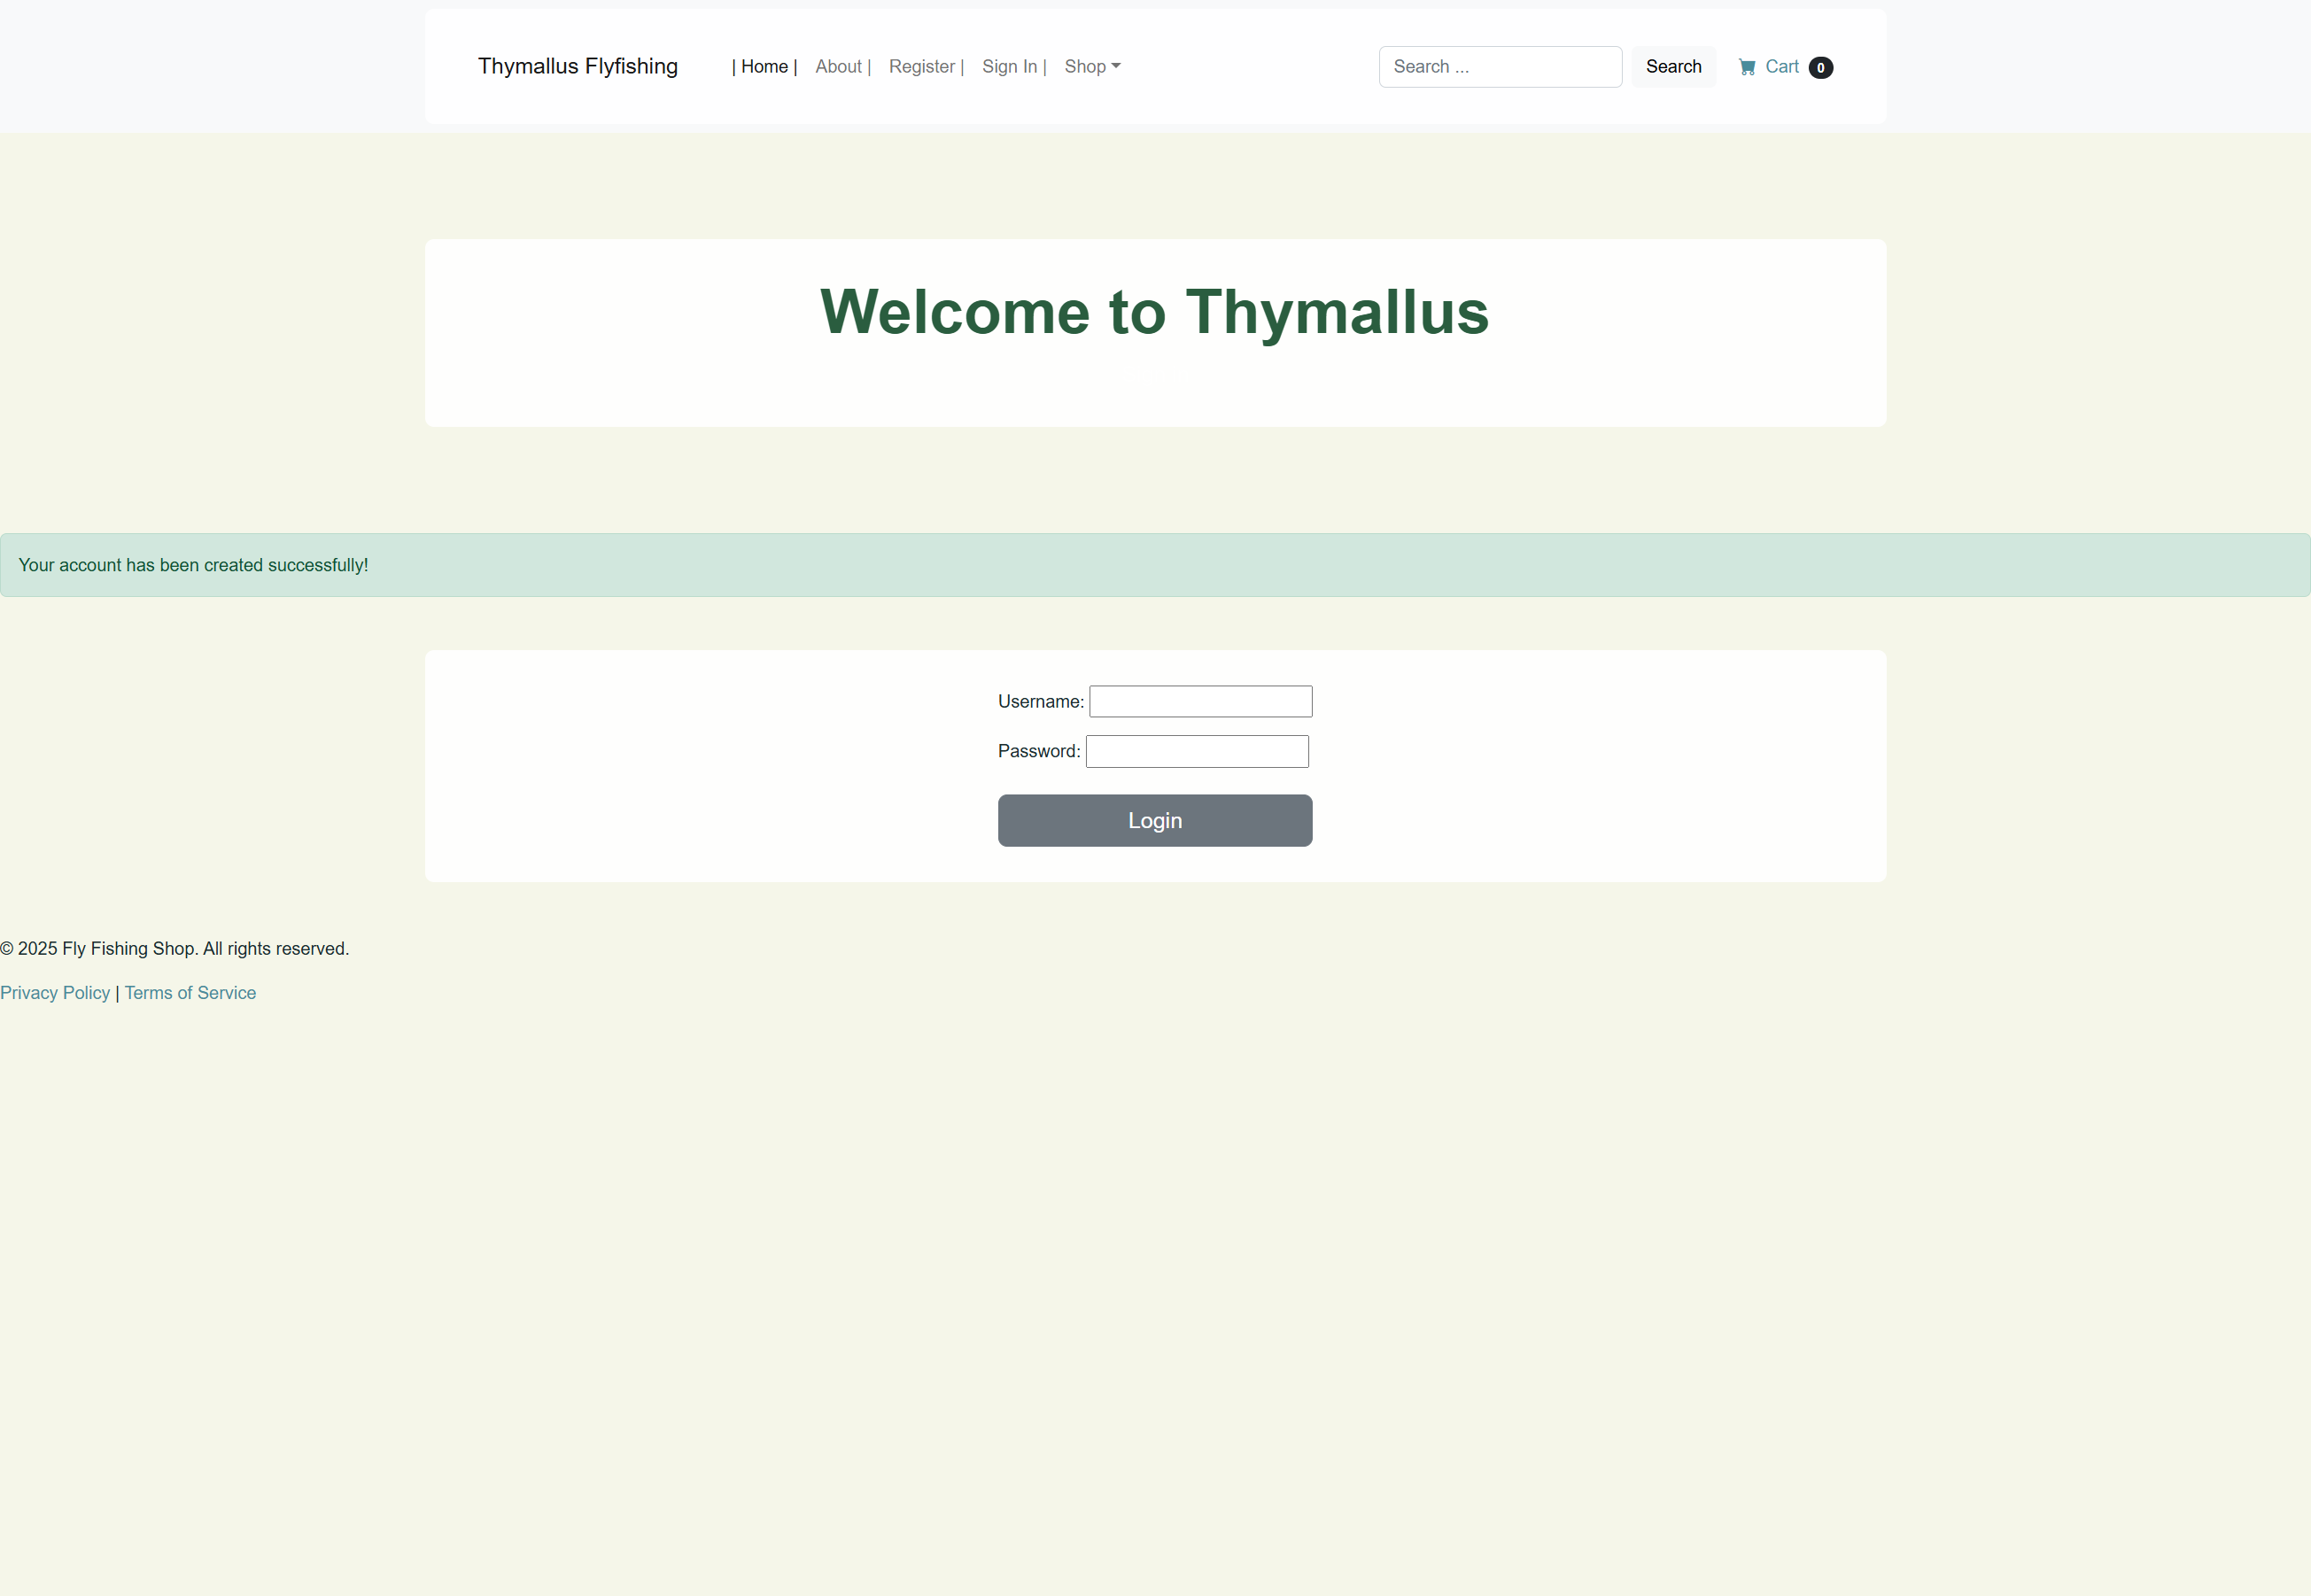 Thymallus Flyfishing | Home | About | Register | Sign In | Shop Search ... Search Cart 0
Welcome to Thymallus
Your account has been created successfully!
Username:
Password:
Login
© 2025 Fly Fishing Shop. All rights reserved.
Privacy Policy | Terms of Service